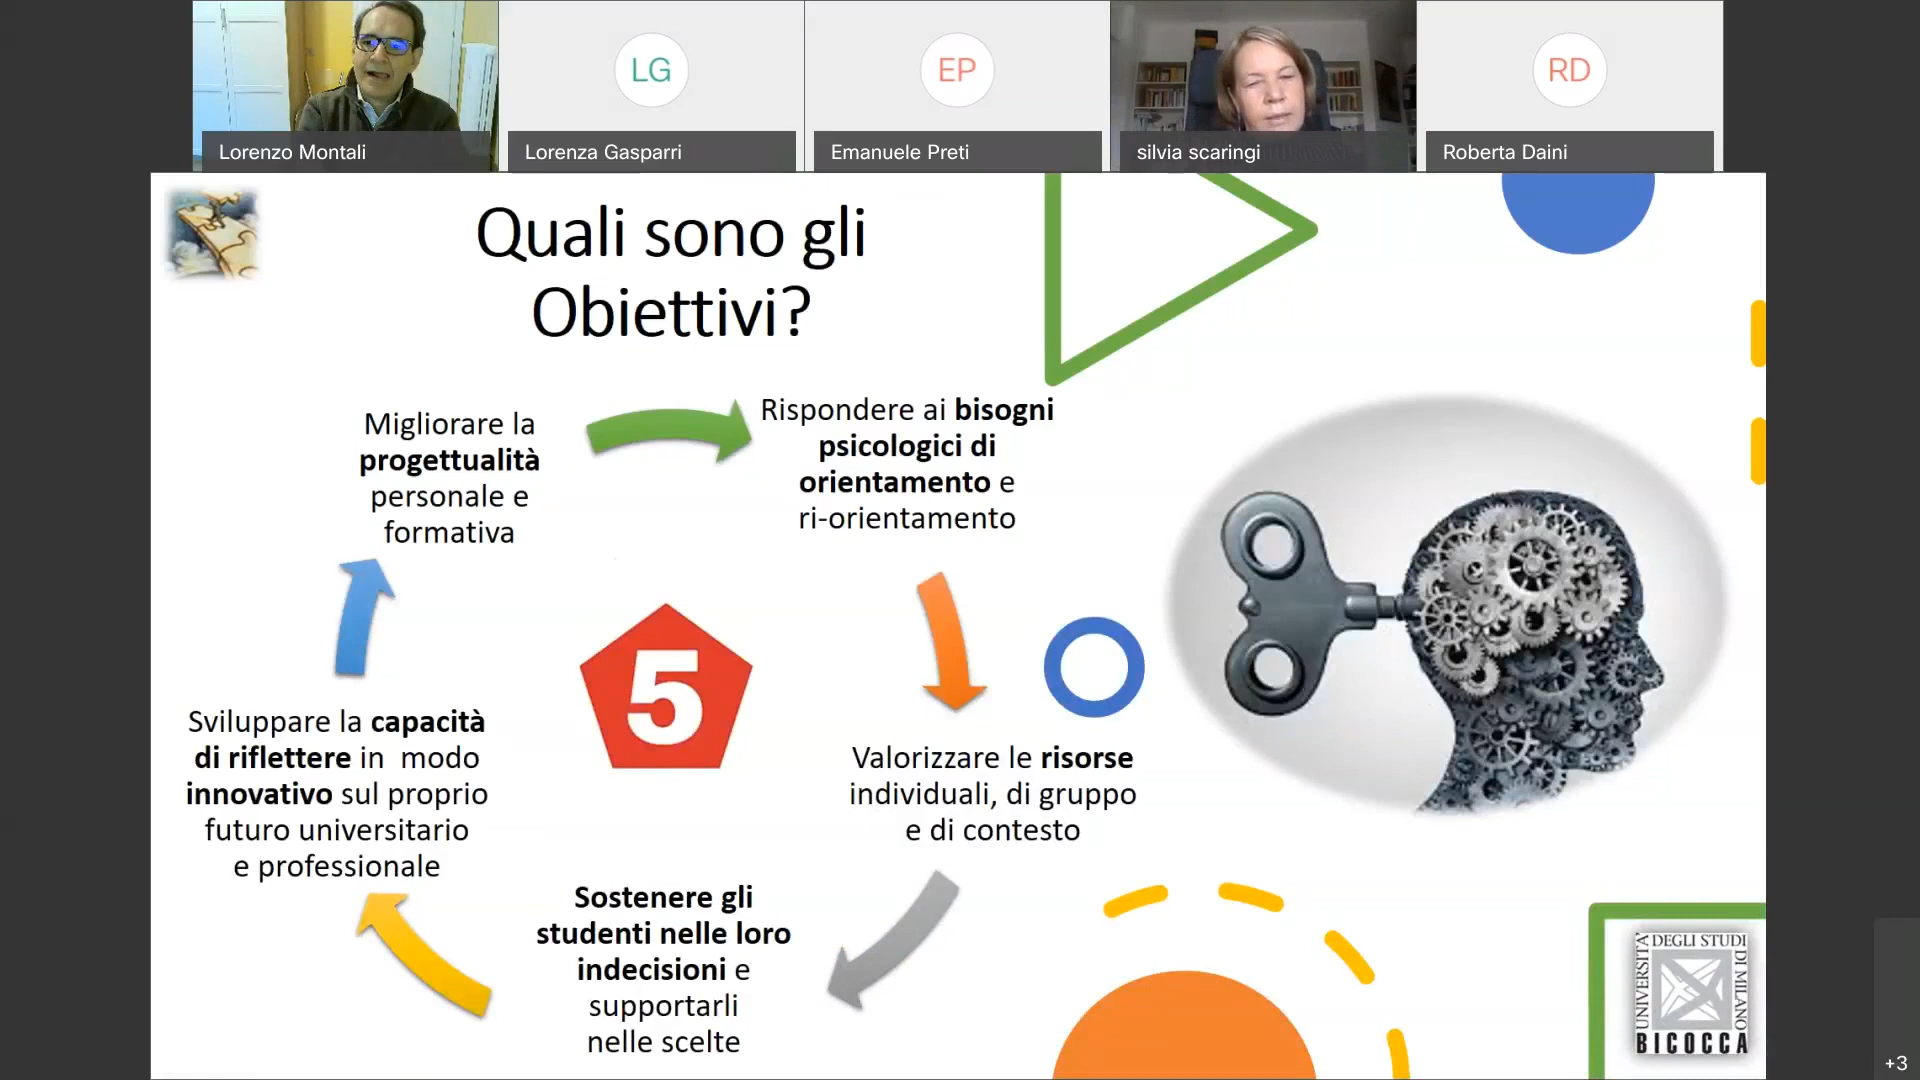 LG
EP
RD
Lorenzo Montali
Lorenza Gasparri
Emanuele Preti
silvia scaringi
Roberta Daini
Quali sono gli
Obiettivi?
Migliorare la
progettualità
personale e
formativa
Rispondere ai bisogni
psicologici di
orientamento e
ri-orientamento
5
Sviluppare la capacità
di riflettere in  modo
innovativo sul proprio
futuro universitario
e professionale
Valorizzare le risorse
individuali, di gruppo
e di contesto
Sostenere gli
studenti nelle loro
indecisioni e
supportarli
nelle scelte
UNIVERSITA'
DEGLI STUDI
DI MILANO
BICOCCA
+3